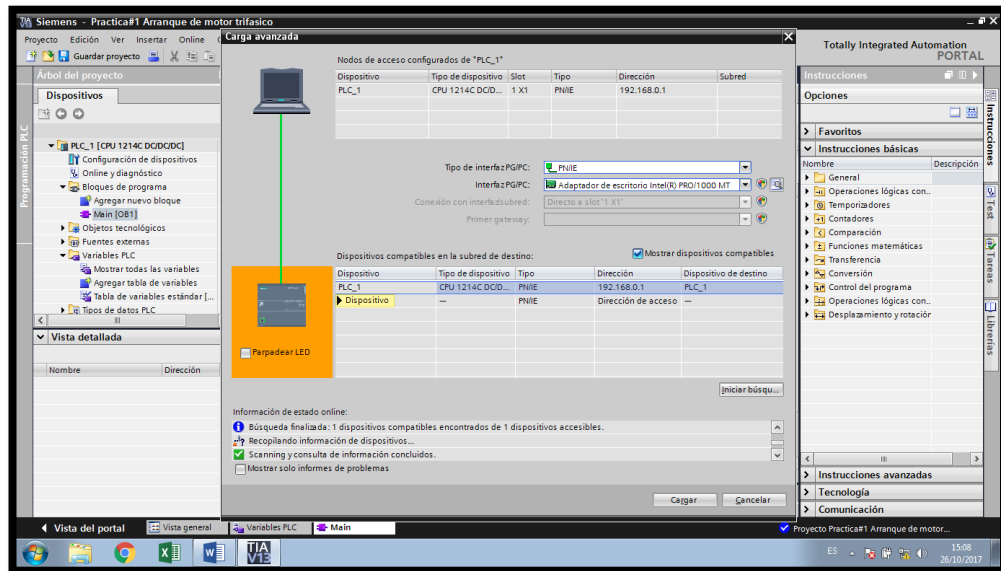 Siemens - Practica#1 Arranque de motor trifasico
Proyecto Edición Ver Insertar Online
Guardar proyecto
Totally Integrated Automation
PORTAL
Árbol del proyecto
Dispositivos
Programación PLC
PLC_1 [CPU 1214C DC/DC/DC]
Configuración de dispositivos
Online y diagnóstico
Bloques de programa
Agregar nuevo bloque
Main [OB1]
Objetos tecnológicos
Fuentes externas
Variables PLC
Mostrar todas las variables
Agregar tabla de variables
Tabla de variables estándar [...
Tipos de datos PLC
Vista detallada
Nombre Dirección
Carga avanzada
Nodos de acceso configurados de "PLC_1"
Dispositivo Tipo de dispositivo Slot Tipo Dirección Subred
PLC_1 CPU 1214C DC/D... 1 X1 PN/IE 192.168.0.1
Tipo de interfaz PG/PC: PN/IE
Interfaz PG/PC: Adaptador de escritorio Intel(R) PRO/1000 MT
Conexión con interfaz/subred: Directo a slot '1 X1'
Primer gateway:
Dispositivos compatibles en la subred de destino:
Mostrar dispositivos compatibles
Dispositivo Tipo de dispositivo Tipo Dirección Dispositivo de destino
PLC_1 CPU 1214C DC/D... PN/IE 192.168.0.1 PLC_1
Dispositivo — PN/IE Dirección de acceso —
Parpadear LED
Iniciar búsqu...
Información de estado online:
Búsqueda finalizada: 1 dispositivos compatibles encontrados de 1 dispositivos accesibles.
Recopilando información de dispositivos...
Scanning y consulta de información concluidos.
Mostrar solo informes de problemas
Cargar Cancelar
Instrucciones
Opciones
Favoritos
Instrucciones básicas
Nombre Descripción
General
Operaciones lógicas con..
Temporizadores
Contadores
Comparación
Funciones matemáticas
Transferencia
Conversión
Control del programa
Operaciones lógicas con..
Desplazamiento y rotación
Instrucciones avanzadas
Tecnología
Comunicación
Instrucciones
Test
Tareas
Librerías
Vista del portal Vista general Variables PLC Main
Proyecto Practica#1 Arranque de motor...
TIA
V13
ES
15:08
26/10/2017